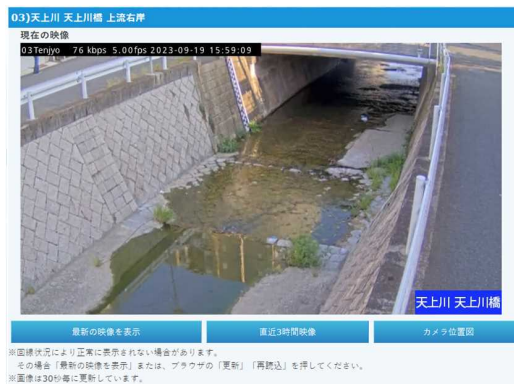 03)天上川 天上川橋 上流右岸
現在の映像
03Tenjyo 76 kbps 5.00fps 2023-09-19 15:59:09
天上川 天上川橋
最新の映像を表示
直近3時間映像
カメラ位置図
※回線状況により正常に表示されない場合があります。
その場合「最新の映像を表示」または、ブラウザの「更新」「再読込」を押してください。
※画像は30秒毎に更新しています。